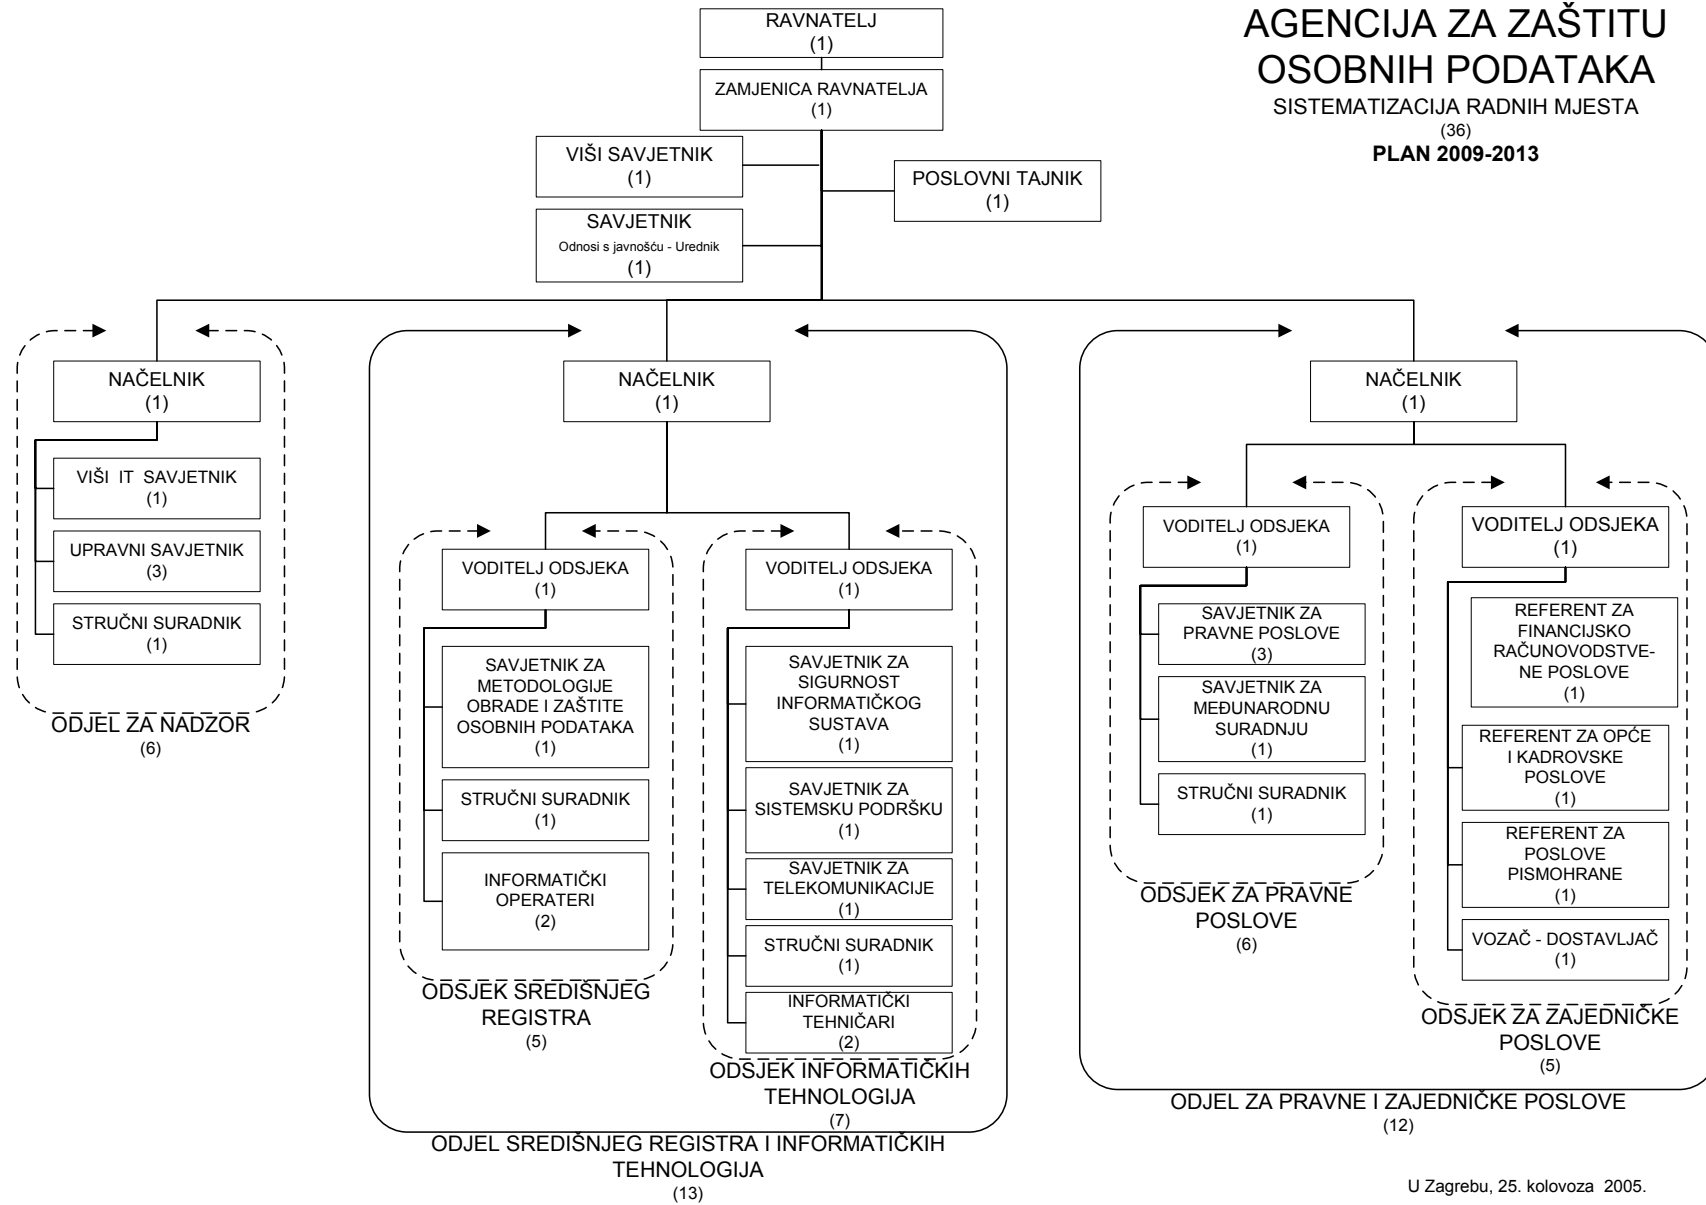 AGENCIJA ZA ZAŠTITU
OSOBNIH PODATAKA
SISTEMATIZACIJA RADNIH MJESTA
(36)
PLAN 2009-2013
RAVNATELJ
(1)
ZAMJENICA RAVNATELJA
(1)
VIŠI SAVJETNIK
(1)
POSLOVNI TAJNIK
(1)
SAVJETNIK
Odnosi s javnošću - Urednik
(1)
NAČELNIK
(1)
VIŠI IT SAVJETNIK
(1)
UPRAVNI SAVJETNIK
(3)
STRUČNI SURADNIK
(1)
ODJEL ZA NADZOR
(6)
NAČELNIK
(1)
VODITELJ ODSJEKA
(1)
SAVJETNIK ZA
METODOLOGIJE
OBRADE I ZAŠTITE
OSOBNIH PODATAKA
(1)
STRUČNI SURADNIK
(1)
INFORMATIČKI
OPERATERI
(2)
ODSJEK SREDIŠNJEG
REGISTRA
(5)
VODITELJ ODSJEKA
(1)
SAVJETNIK ZA
SIGURNOST
INFORMATIČKOG
SUSTAVA
(1)
SAVJETNIK ZA
SISTEMSKU PODRŠKU
(1)
SAVJETNIK ZA
TELEKOMUNIKACIJE
(1)
STRUČNI SURADNIK
(1)
INFORMATIČKI
TEHNIČARI
(2)
ODSJEK INFORMATIČKIH
TEHNOLOGIJA
(7)
ODJEL SREDIŠNJEG REGISTRA I INFORMATIČKIH
TEHNOLOGIJA
(13)
NAČELNIK
(1)
VODITELJ ODSJEKA
(1)
SAVJETNIK ZA
PRAVNE POSLOVE
(3)
SAVJETNIK ZA
MEĐUNARODNU
SURADNJU
(1)
STRUČNI SURADNIK
(1)
ODSJEK ZA PRAVNE
POSLOVE
(6)
VODITELJ ODSJEKA
(1)
REFERENT ZA
FINANCIJSKO
RAČUNOVODSTVE-
NE POSLOVE
(1)
REFERENT ZA OPĆE
I KADROVSKE
POSLOVE
(1)
REFERENT ZA
POSLOVE
PISMOHRANE
(1)
VOZAČ - DOSTAVLJAČ
(1)
ODSJEK ZA ZAJEDNIČKE
POSLOVE
(5)
ODJEL ZA PRAVNE I ZAJEDNIČKE POSLOVE
(12)
U Zagrebu, 25. kolovoza 2005.